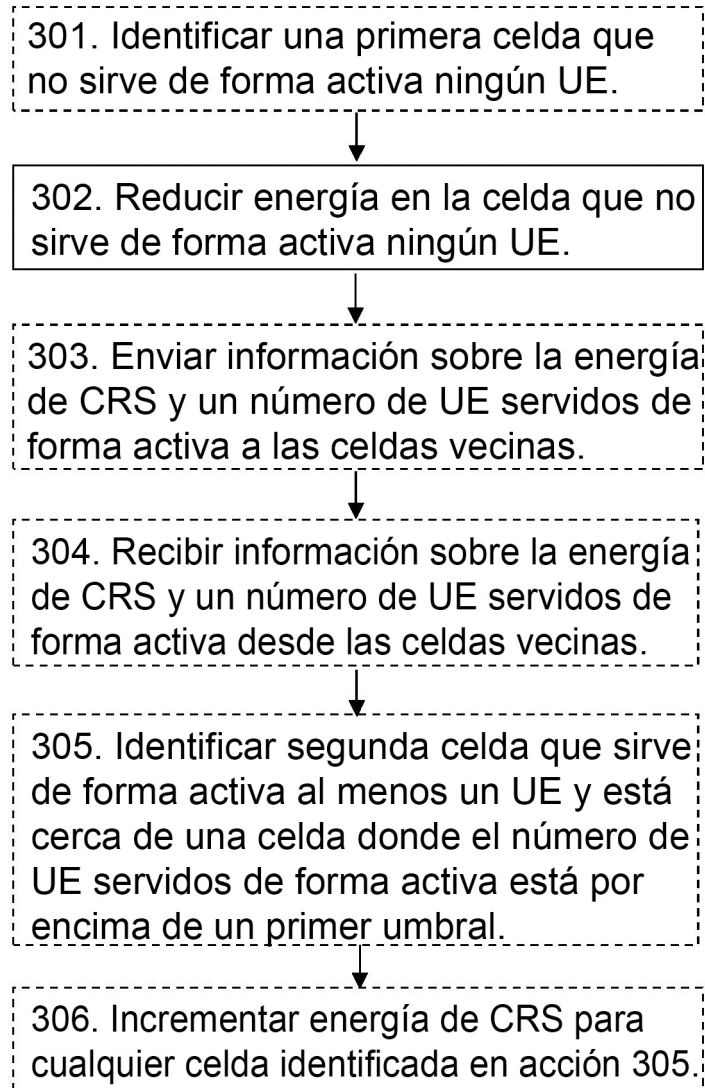 301. Identificar una primera celda que
no sirve de forma activa ningún UE.
302. Reducir energía en la celda que no
sirve de forma activa ningún UE.
303. Enviar información sobre la energía
de CRS y un número de UE servidos de
forma activa a las celdas vecinas.
304. Recibir información sobre la energía
de CRS y un número de UE servidos de
forma activa desde las celdas vecinas.
305. Identificar segunda celda que sirve
de forma activa al menos un UE y está
cerca de una celda donde el número de
UE servidos de forma activa está por
encima de un primer umbral.
306. Incrementar energía de CRS para
cualquier celda identificada en acción 305.